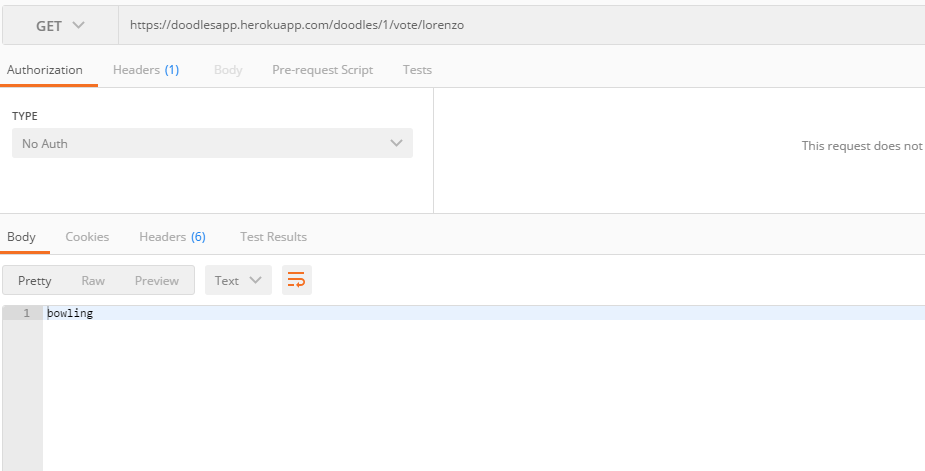 GET https://doodlesapp.herokuapp.com/doodles/1/vote/lorenzo
Authorization Headers (1) Body Pre-request Script Tests
TYPE
No Auth
This request does not
Body Cookies Headers (6) Test Results
Pretty Raw Preview Text
1 bowling